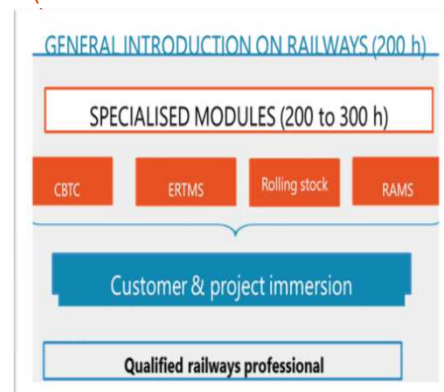 GENERAL INTRODUCTION ON RAILWAYS (200 h)
SPECIALISED MODULES (200 to 300 h)
CBTC ERTMS Rolling stock RAMS
Customer & project immersion
Qualified railways professional